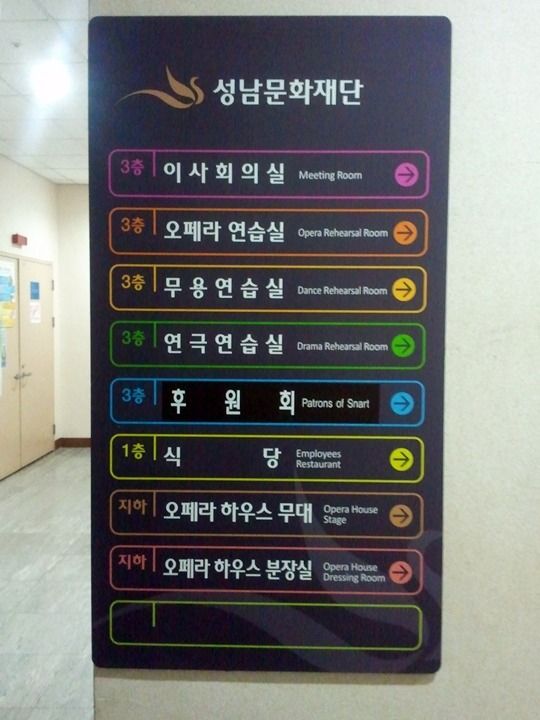 성남문화재단
3층 이사회의실 Meeting Room
3층 오페라 연습실 Opera Rehearsal Room
3층 무용연습실 Dance Rehearsal Room
3층 연극연습실 Drama Rehearsal Room
3층 후원회 Patrons of Snart
1층 식당 Employees
Restaurant
지하 오페라 하우스 무대 Opera House
Stage
지하 오페라 하우스 분장실 Opera House
Dressing Room